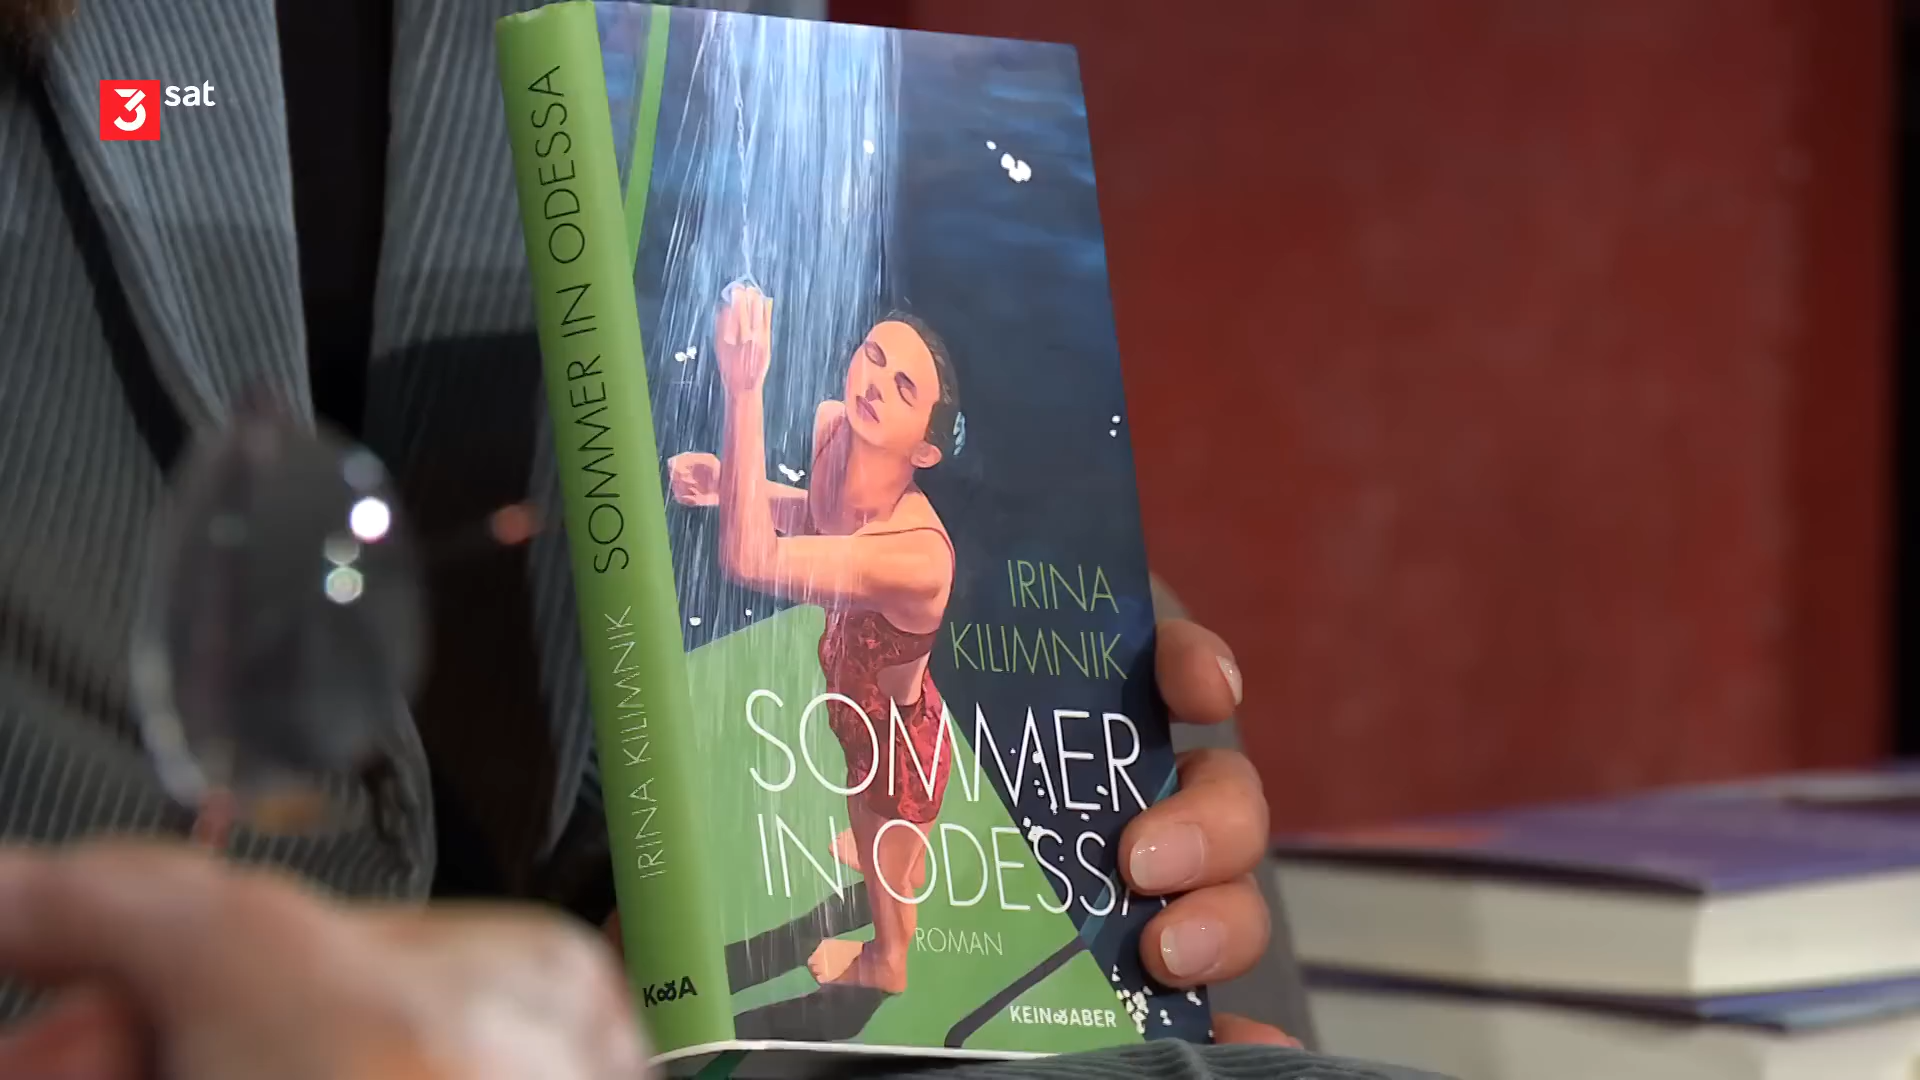 3sat
SOMMER IN ODESSA
IRINA KILIMNIK
K&A
IRINA
KILIMNIK
SOMMER
IN ODESSA
ROMAN
KEIN&ABER